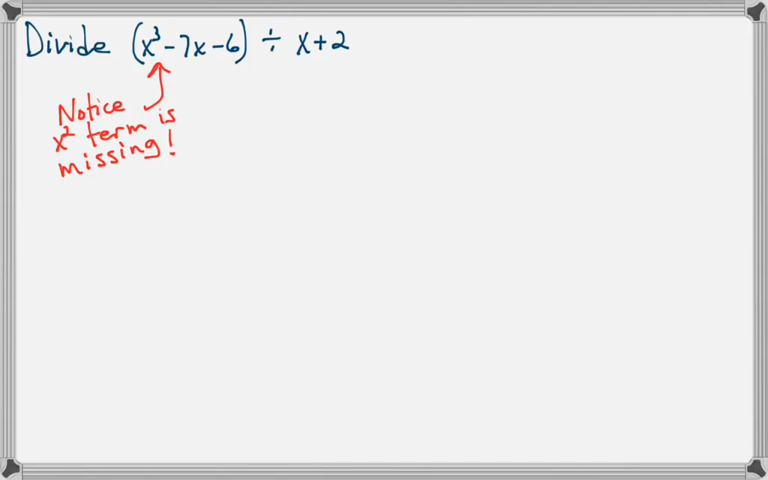 Divide (x³-7x-6) ÷ x+2
Notice
x² term is
missing!